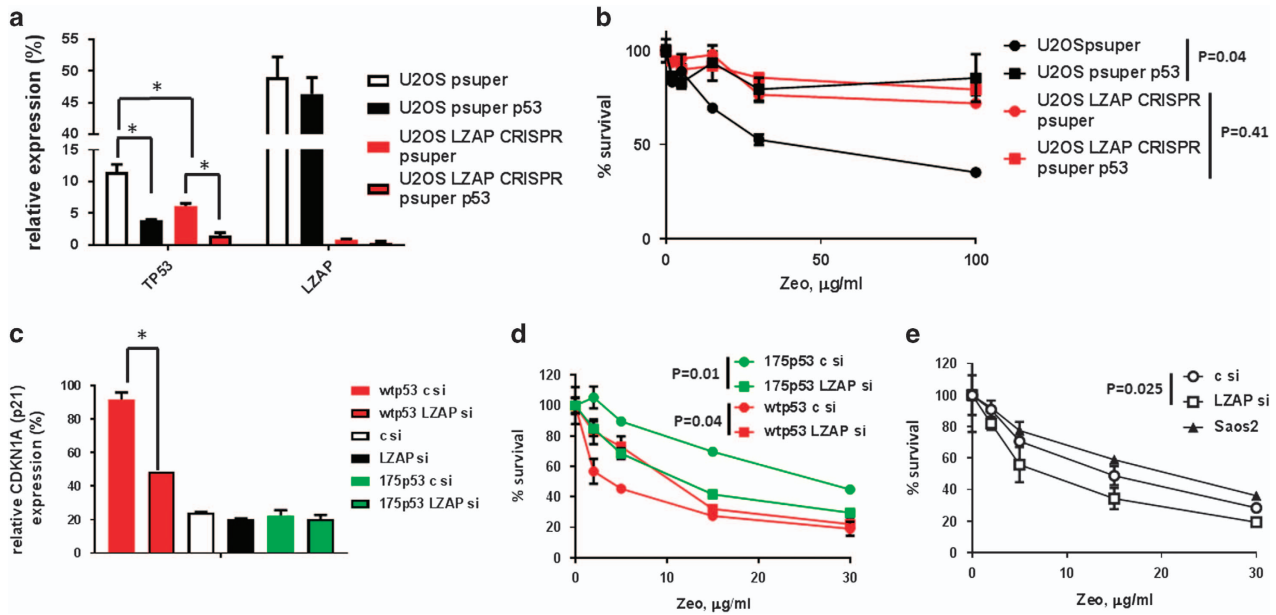 a
relative expression (%)
55
50
45
40
15
10
5
0
*
*
*
TP53
LZAP
U2OS psuper
U2OS psuper p53
U2OS LZAP CRISPR
psuper
U2OS LZAP CRISPR
psuper p53
b
% survival
100
50
0
0
50
100
Zeo, μg/ml
U2OSpsuper
U2OS psuper p53
U2OS LZAP CRISPR
psuper
U2OS LZAP CRISPR
psuper p53
P=0.04
P=0.41
c
relative CDKN1A (p21)
expression (%)
100
80
60
40
20
0
*
wtp53 c si
wtp53 LZAP si
c si
LZAP si
175p53 c si
175p53 LZAP si
d
% survival
120
100
80
60
40
20
0
0
10
20
30
Zeo, μg/ml
P=0.01
P=0.04
175p53 c si
175p53 LZAP si
wtp53 c si
wtp53 LZAP si
e
% survival
120
100
80
60
40
20
0
0
10
20
30
Zeo, μg/ml
P=0.025
c si
LZAP si
Saos2